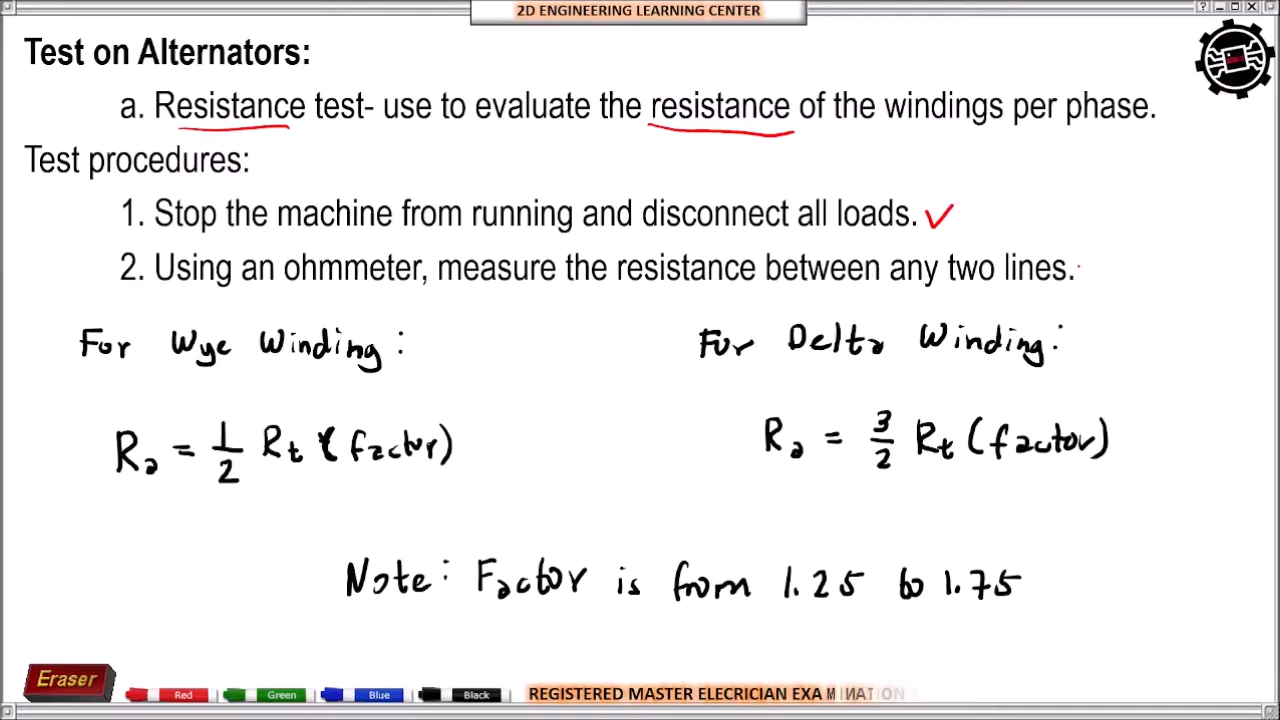 2D ENGINEERING LEARNING CENTER
Test on Alternators:
a. Resistance test- use to evaluate the resistance of the windings per phase.
Test procedures:
1. Stop the machine from running and disconnect all loads.
2. Using an ohmmeter, measure the resistance between any two lines.
For Wye Winding :
Ra = 1/2 Rt (factor)
For Delta Winding :
Ra = 3/2 Rt (factor)
Note : Factor is from 1.25 to 1.75
Eraser
Red Green Blue Black
REGISTERED MASTER ELECRICIAN EXAMINATION